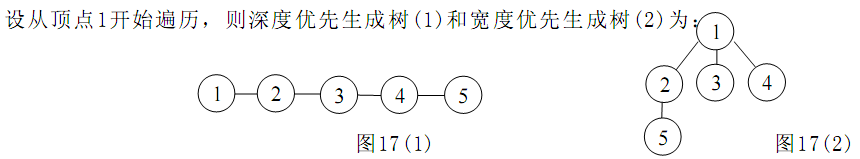 设从顶点1开始遍历，则深度优先生成树(1)和宽度优先生成树(2)为：
1
2 3 4 5
1 2 3 4
5
图17(1) 图17(2)